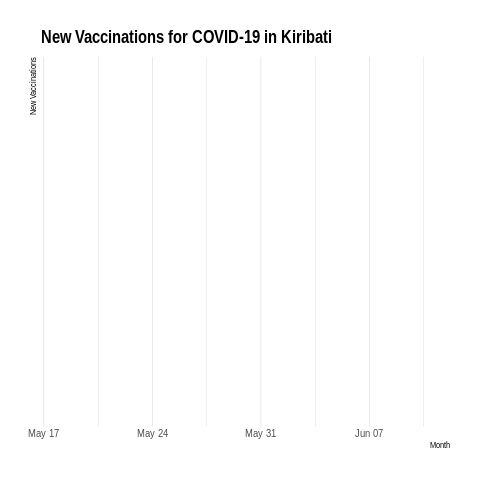 New Vaccinations for COVID-19 in Kiribati
New Vaccinations
May 17
May 24
May 31
Jun 07
Month